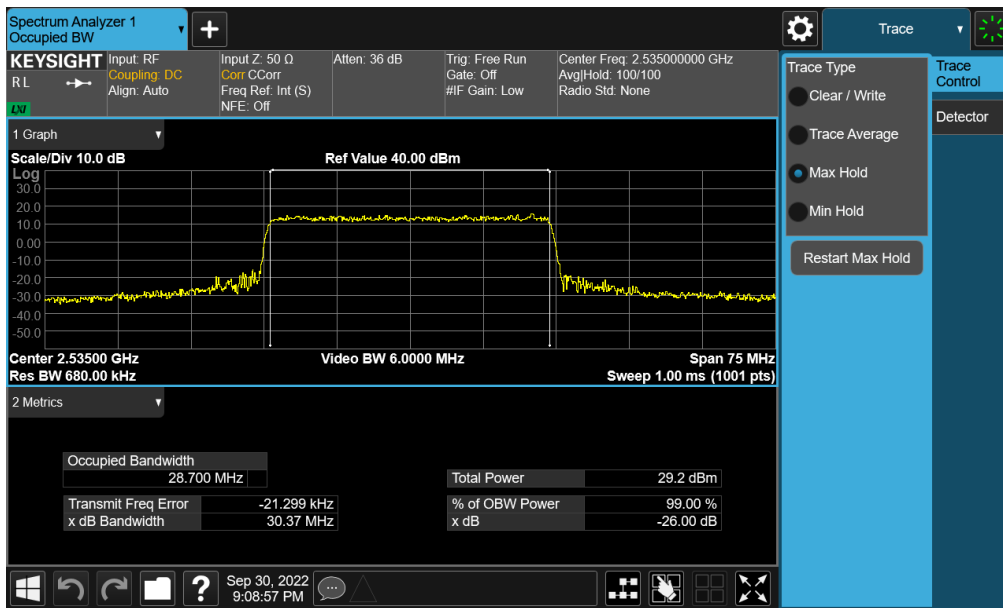 Spectrum Analyzer 1
Occupied BW
+
Trace
KEYSIGHT
R L
LXI
Input: RF
Coupling: DC
Align: Auto
Input Z: 50 Ω
Corr CCorr
Freq Ref: Int (S)
NFE: Off
Atten: 36 dB
Trig: Free Run
Gate: Off
#IF Gain: Low
Center Freq: 2.535000000 GHz
Avg|Hold: 100/100
Radio Std: None
Trace Type
Clear / Write
Trace Average
Max Hold
Min Hold
Restart Max Hold
Trace
Control
Detector
1 Graph
Scale/Div 10.0 dB
Ref Value 40.00 dBm
Log
30.0
20.0
10.0
0.00
-10.0
-20.0
-30.0
-40.0
-50.0
Center 2.53500 GHz
Video BW 6.0000 MHz
Span 75 MHz
Res BW 680.00 kHz
Sweep 1.00 ms (1001 pts)
2 Metrics
Occupied Bandwidth
28.700 MHz
Total Power 29.2 dBm
Transmit Freq Error -21.299 kHz
% of OBW Power 99.00 %
x dB Bandwidth 30.37 MHz
x dB -26.00 dB
?
Sep 30, 2022
9:08:57 PM